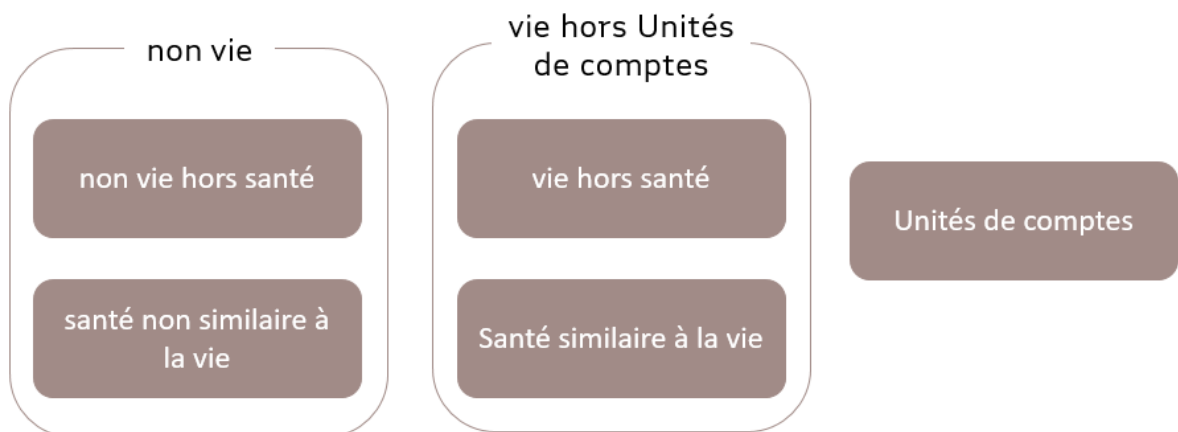 non vie
non vie hors santé
santé non similaire à
la vie
vie hors Unités
de comptes
vie hors santé
Santé similaire à la vie
Unités de comptes